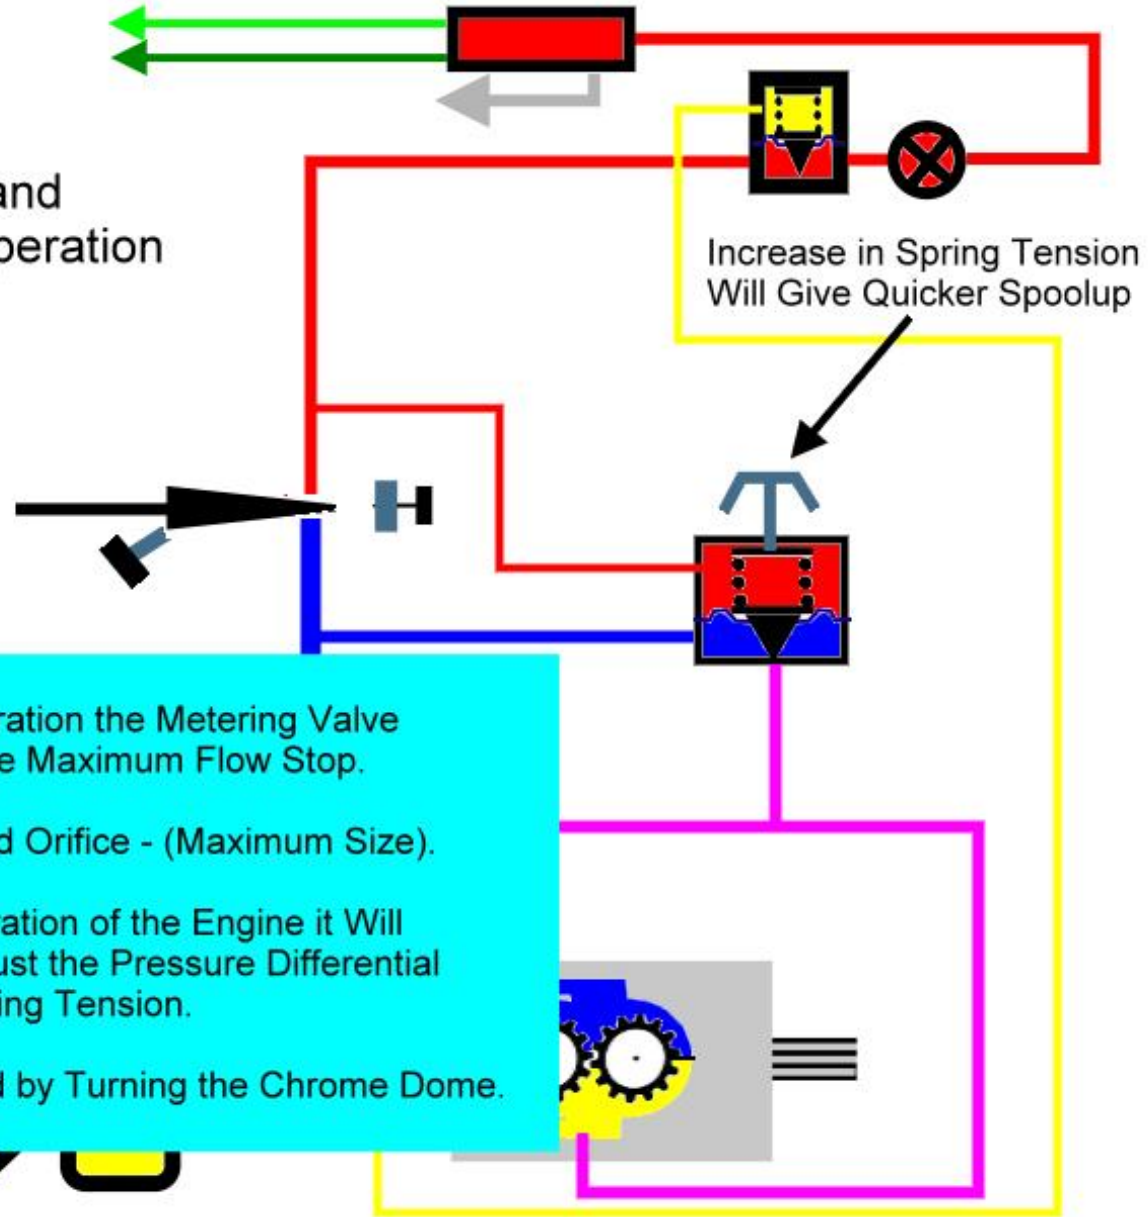 and
peration
Increase in Spring Tension
Will Give Quicker Spoolup
ration the Metering Valve
e Maximum Flow Stop.
d Orifice - (Maximum Size).
ration of the Engine it Will
ust the Pressure Differential
ing Tension.
d by Turning the Chrome Dome.